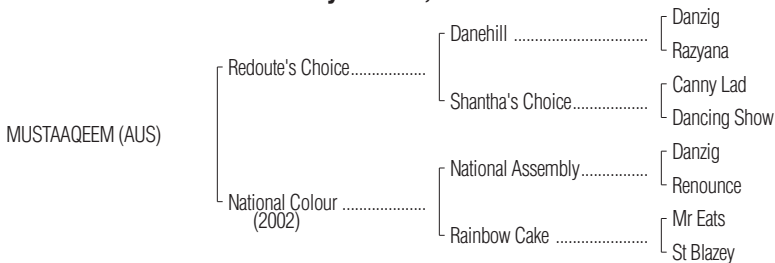 Danzig
Danehill ................................
Razyana
Redoute's Choice..................
Canny Lad
Shantha's Choice..................
Dancing Show
MUSTAAQEEM (AUS)
Danzig
National Assembly................
Renounce
National Colour ....................
(2002)
Mr Eats
Rainbow Cake ......................
St Blazey